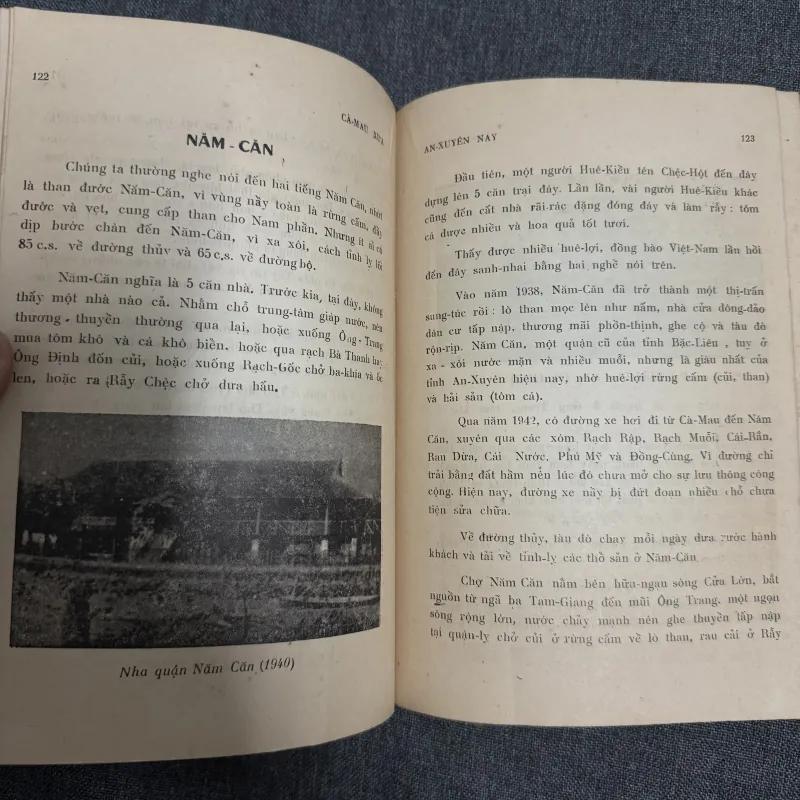 122
CÀ-MAU XƯA
NĂM - CĂN
Chúng ta thường nghe nói đến hai tiếng Năm Căn, nhứt
là than đước Năm-Căn, vì vùng nầy toàn là rừng cấm, đầy
đước và vẹt, cung cấp than cho Nam phần. Nhưng ít ai có
dịp bước chân đến Năm-Căn, vì xa xôi, cách tỉnh lỵ tới
85 c.s. về đường thủy và 65 c.s. về đường bộ.
Năm-Căn nghĩa là 5 căn nhà. Trước kia, tại đây, không
thấy một nhà nào cả. Nhằm chỗ trung-tâm giáp nước, nên
thương - thuyền thường qua lại, hoặc xuống Ông-Trang
mua tôm khô và cá khô biển. hoặc qua rạch Bà Thanh hay
Ông Định đốn củi, hoặc xuống Rạch-Gốc chở ba-khía và ốc
len, hoặc ra Rẫy Chệc chở dưa hấu.
Nha quận Năm Căn (1940)
AN-XUYÊN NAY
123
Đầu tiên, một người Huê-Kiều tên Chệc-Hột đến đây
dựng lên 5 căn trại đáy. Lần lần, vài người Huê-Kiều khác
cũng đến cất nhà rãi-rác đặng đóng đáy và làm rẫy : tôm
cá được nhiều và hoa quả tốt tươi.
Thấy được nhiều huê-lợi, đồng bào Việt-Nam lần hồi
đến đây sanh-nhai bằng hai nghề nói trên.
Vào năm 1938, Năm-Căn đã trở thành một thị-trấn
sung-túc rồi : lò than mọc lên như nấm, nhà cửa đông-đảo
dân cư tấp nập, thương mãi phồn-thịnh, ghe cộ và tàu đò
rộn-rịp. Năm Căn, một quận cũ của tỉnh Bặc-Liêu , tuy ở
xa - xôi nước mặn và nhiều muỗi, nhưng là giàu nhất của
tỉnh An-Xuyên hiện nay, nhờ huê-lợi rừng cấm (củi, than)
và hải sản (tôm cá).
Qua năm 1942, có đường xe hơi đi từ Cà-Mau đến Năm
Căn, xuyên qua các xóm Rạch Rập, Rạch Muỗi, Cái-Rắn,
Rau Dừa, Cái Nước, Phú Mỹ và Đồng-Cùng. Vì đường chỉ
trải bằng đất hầm nên lúc đó chưa mở cho sự lưu thông công
cộng. Hiện nay, đường xe nầy bị đứt đoạn nhiều chỗ chưa
tiện sửa chữa.
Về đường thủy, tàu đò chạy mỗi ngày đưa rước hành
khách và tải về tỉnh-lỵ các thổ sản ở Năm-Căn
Chợ Năm Căn nằm bên hữu-ngạn sông Cửa Lớn, bắt
nguồn từ ngã ba Tam-Giang đến mũi Ông Trang. một ngọn
sông rộng lớn, nước chảy mạnh nên ghe thuyền tấp nập
tại quận-lỵ chở củi ở rừng cấm về lò than, rau cải ở Rẫy